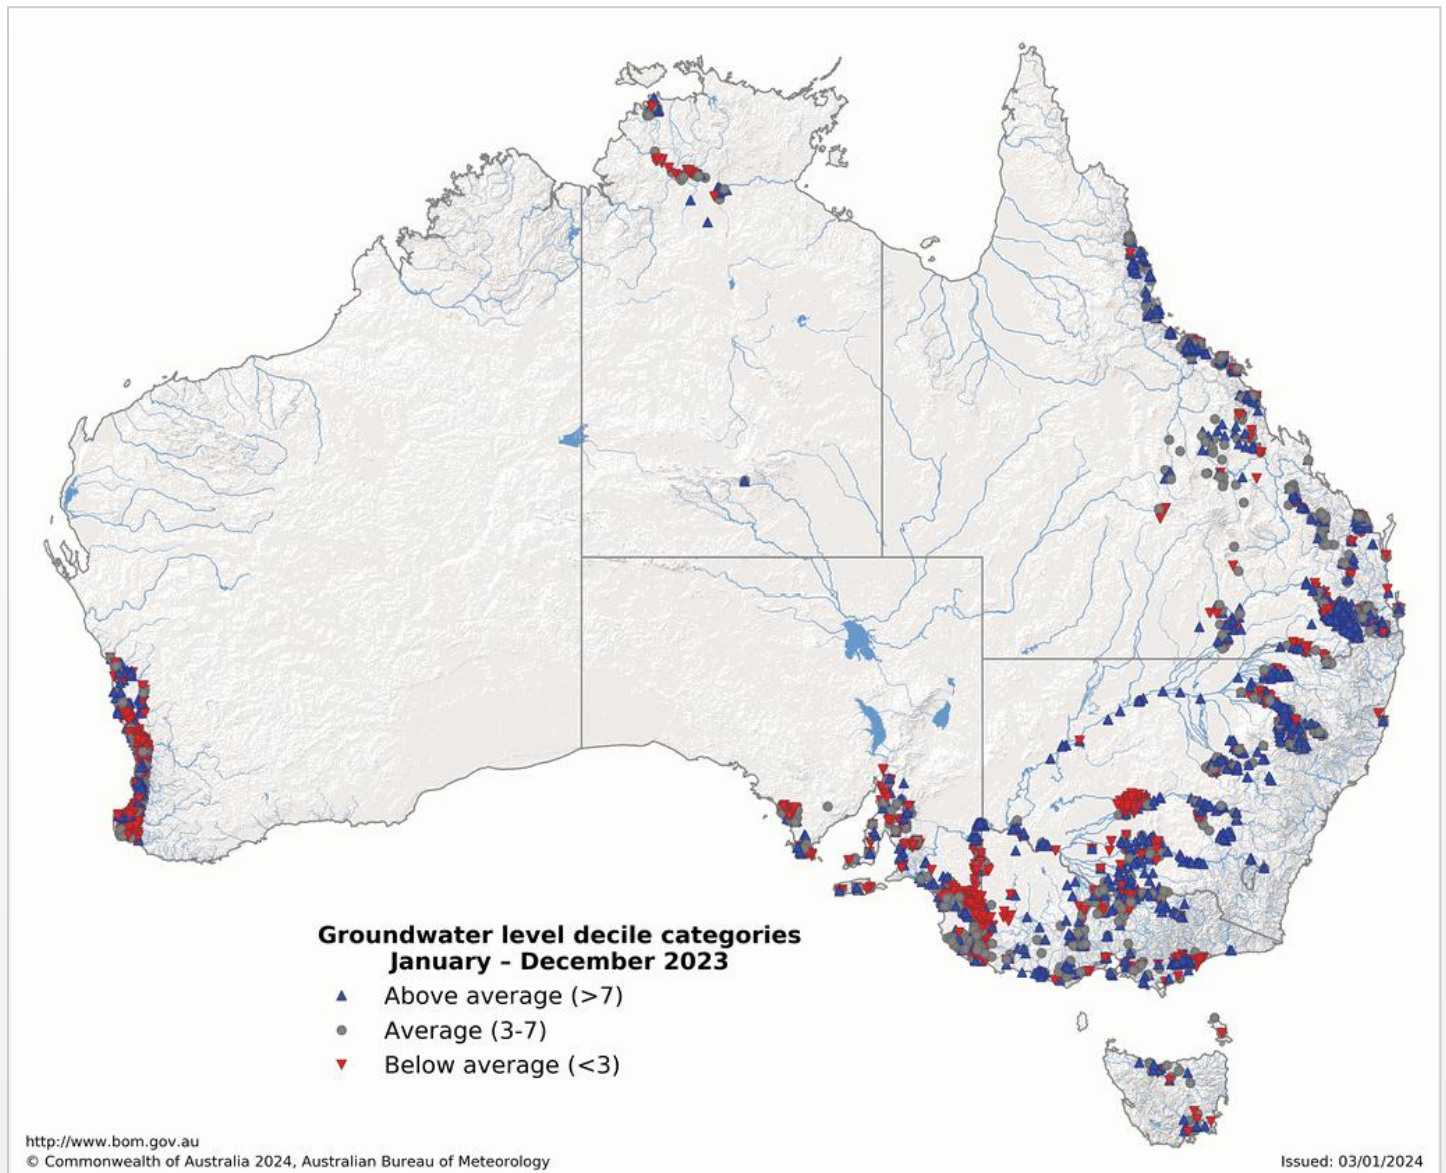 Groundwater level decile categories
January – December 2023
Above average (>7)
Average (3-7)
Below average (<3)
http://www.bom.gov.au
© Commonwealth of Australia 2024, Australian Bureau of Meteorology
Issued: 03/01/2024